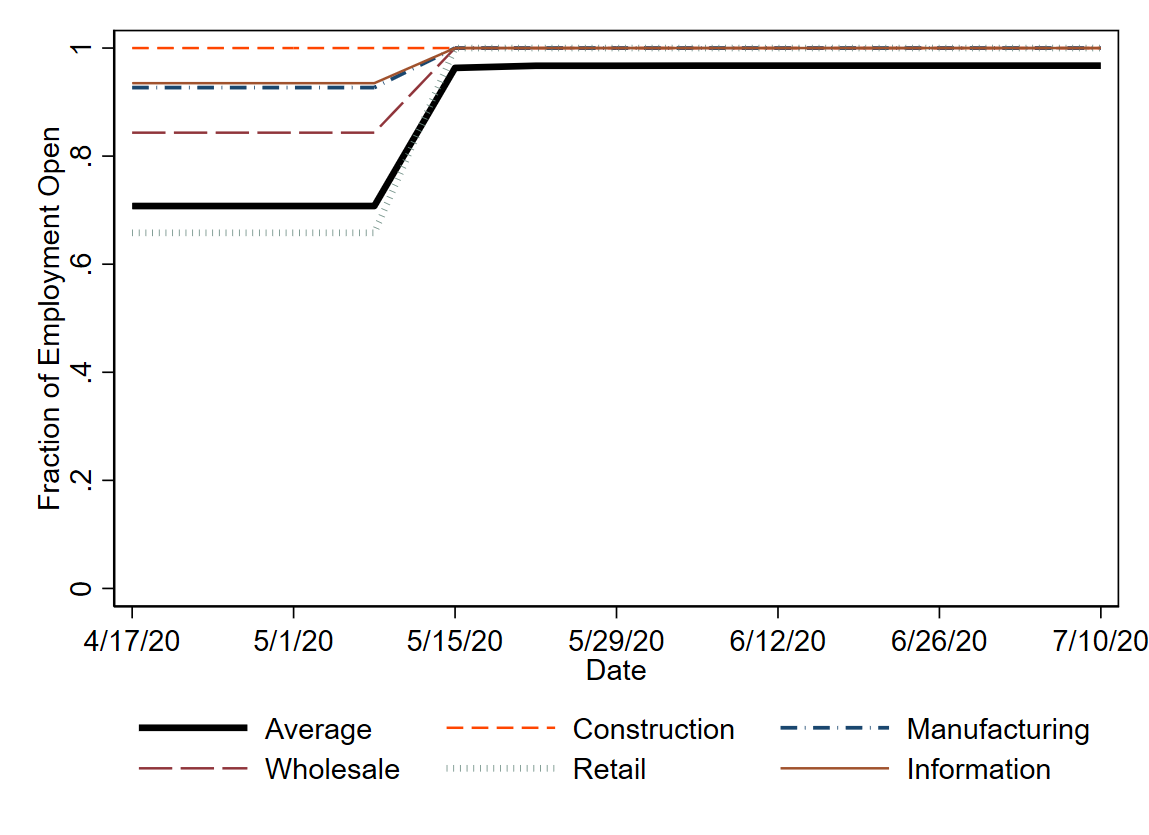 Fraction of Employment Open
1
.8
.6
.4
.2
0
4/17/20 5/1/20 5/15/20 5/29/20 6/12/20 6/26/20 7/10/20
Date
Average Construction Manufacturing
Wholesale Retail Information